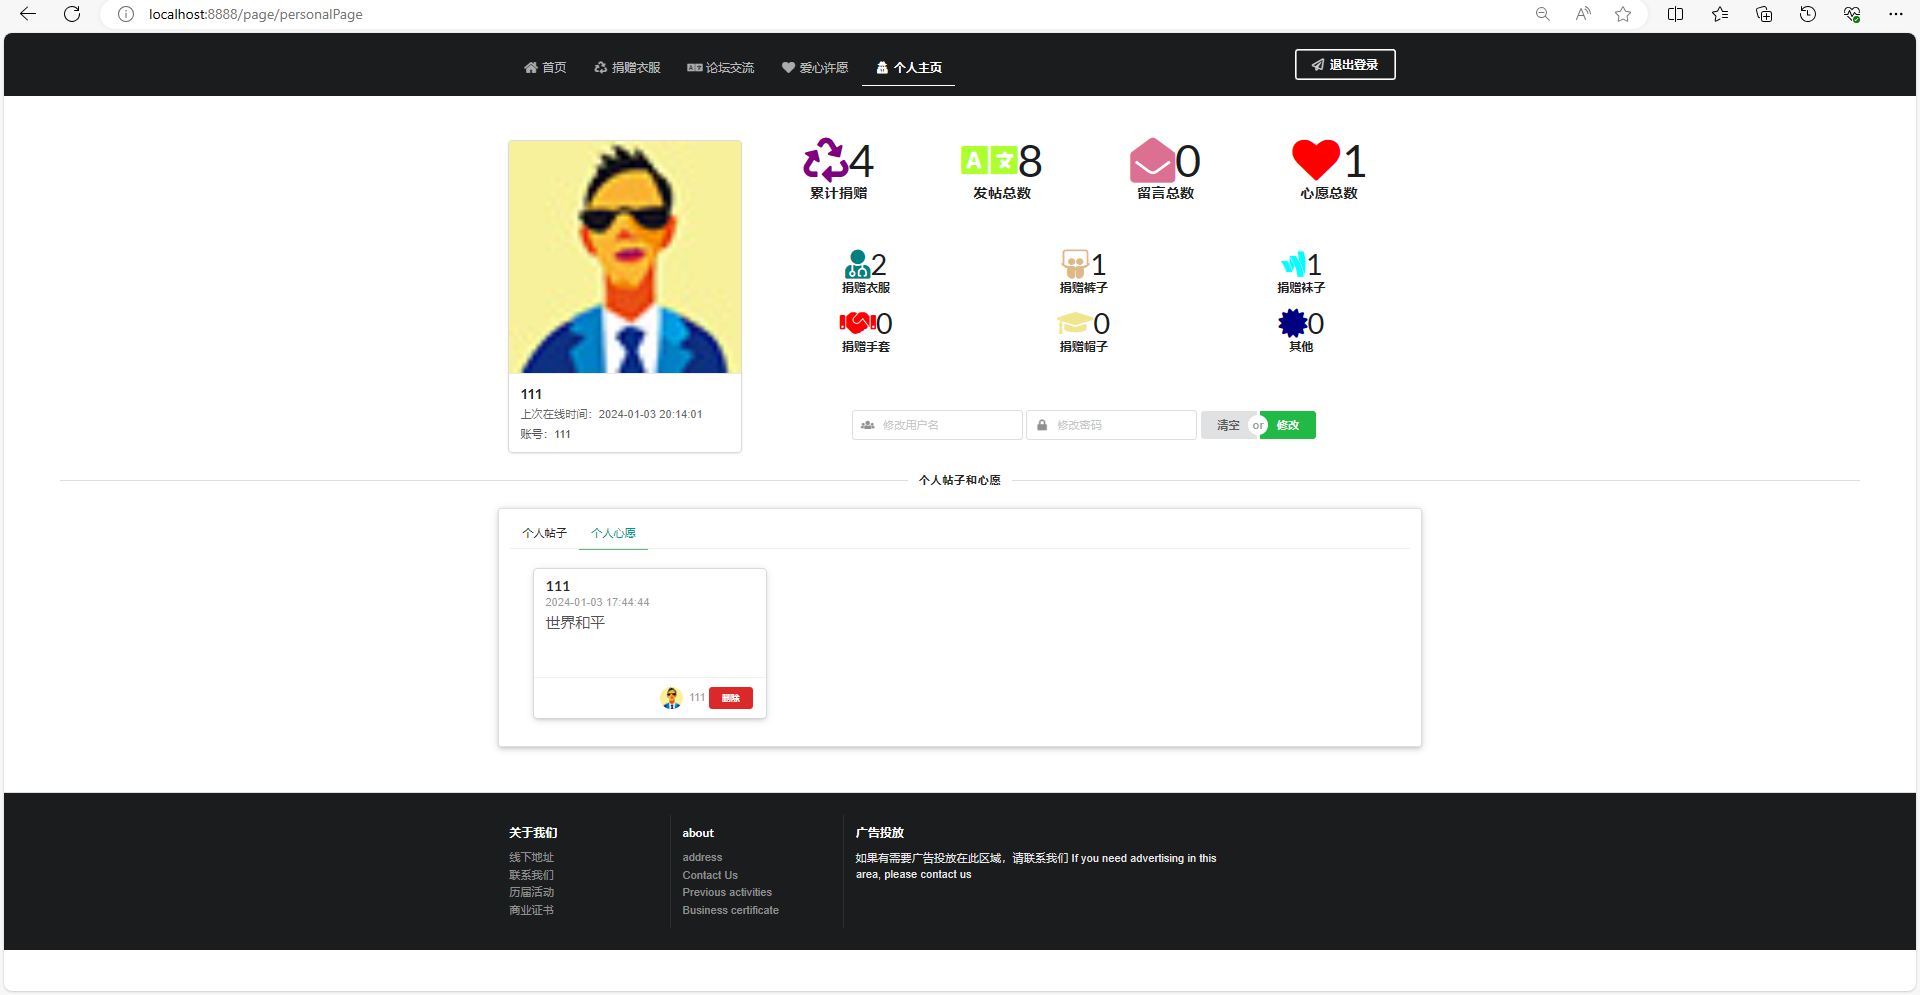 localhost:8888/page/personalPage
首页 捐赠衣服 论坛交流 爱心许愿 个人主页 退出登录
4 8 0 1
累计捐赠 发帖总数 留言总数 心愿总数
2 1 1
捐赠衣服 捐赠裤子 捐赠袜子
0 0 0
捐赠手套 捐赠帽子 其他
111
上次在线时间：2024-01-03 20:14:01
账号：111
修改用户名 修改密码 清空 or 修改
个人帖子和心愿
个人帖子 个人心愿
111
2024-01-03 17:44:44
世界和平
111 删除
关于我们
线下地址
联系我们
历届活动
商业证书
about
address
Contact Us
Previous activities
Business certificate
广告投放
如果有需要广告投放在此区域，请联系我们 If you need advertising in this
area, please contact us